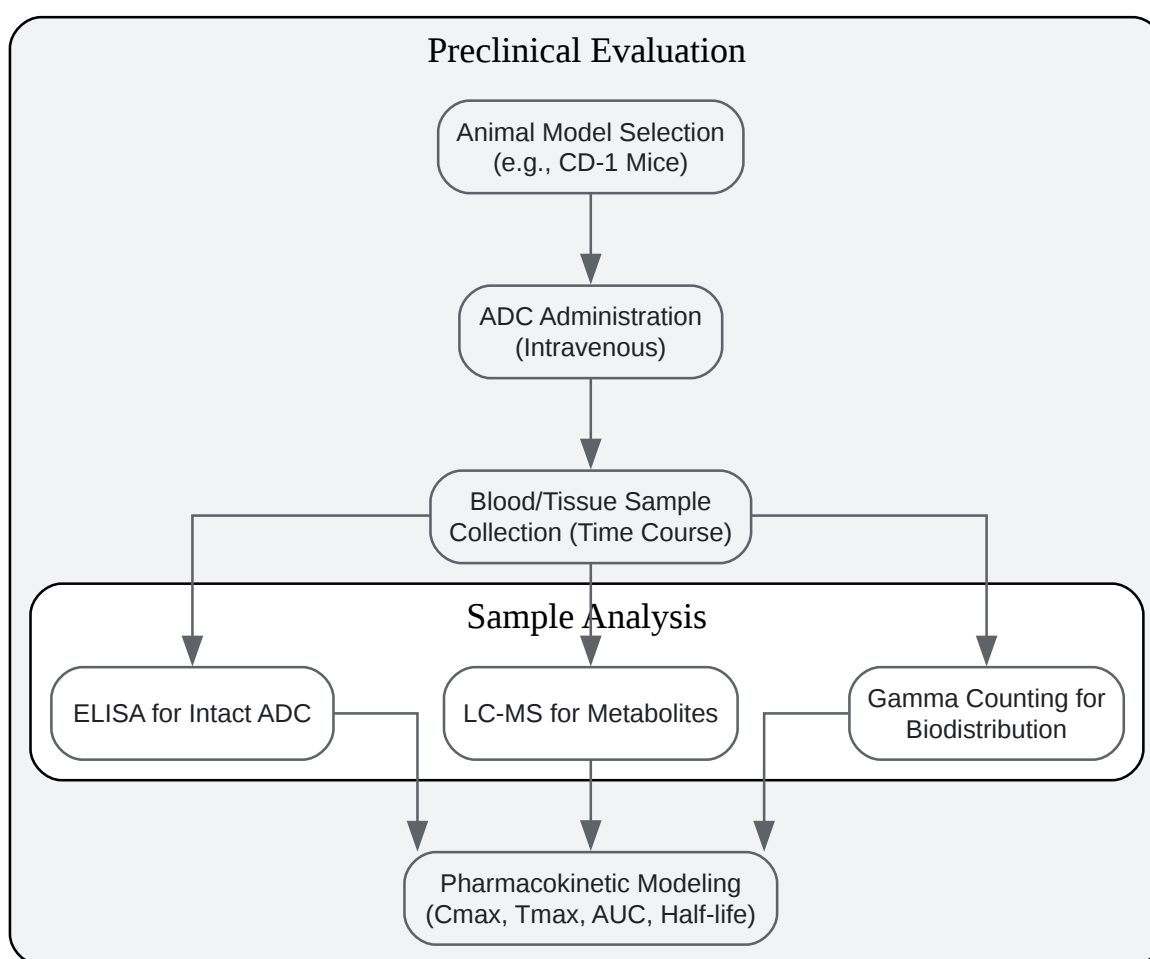 Preclinical Evaluation
Animal Model Selection
(e.g., CD-1 Mice)
ADC Administration
(Intravenous)
Blood/Tissue Sample
Collection (Time Course)
Sample Analysis
ELISA for Intact ADC
LC-MS for Metabolites
Gamma Counting for
Biodistribution
Pharmacokinetic Modeling
(Cmax, Tmax, AUC, Half-life)